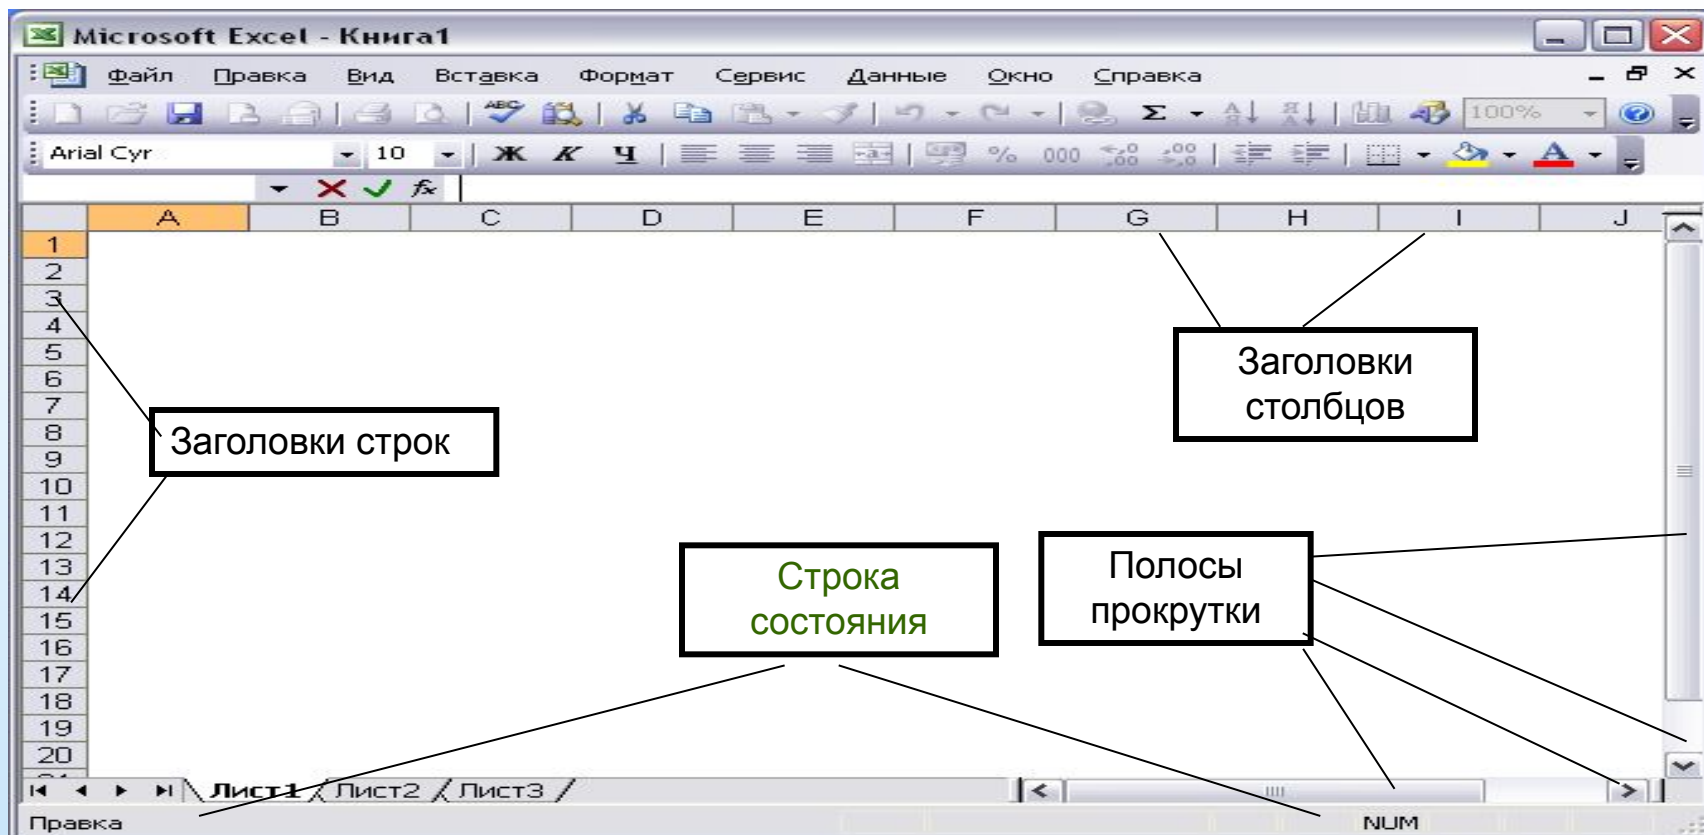 Microsoft Excel - Книга1
Файл Правка Вид Вставка Формат Сервис Данные Окно Справка
ABC Σ А Я Я А 100%
Arial Cyr 10 Ж К Ч % 000
fx
A B C D E F G H I J
1
2
3
4
5
6
7
8
9
10
11
12
13
14
15
16
17
18
19
20
Заголовки столбцов
Заголовки строк
Строка
состояния
Полосы
прокрутки
Лист1 Лист2 Лист3
Правка NUM